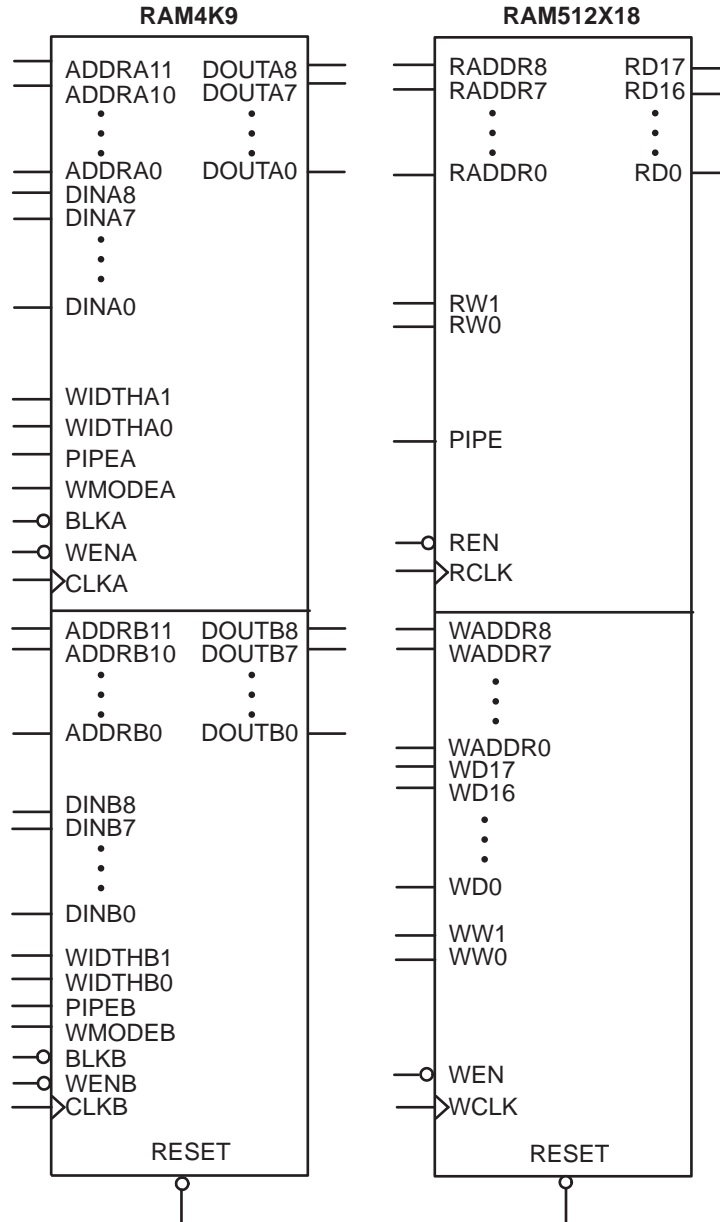 RAM4K9
ADDRA11 DOUTA8
ADDRA10 DOUTA7
ADDRA0 DOUTA0
DINA8
DINA7
DINA0
WIDTHA1
WIDTHA0
PIPEA
WMODEA
BLKA
WENA
CLKA
ADDRB11 DOUTB8
ADDRB10 DOUTB7
ADDRB0 DOUTB0
DINB8
DINB7
DINB0
WIDTHB1
WIDTHB0
PIPEB
WMODEB
BLKB
WENB
CLKB
RESET
RAM512X18
RADDR8 RD17
RADDR7 RD16
RADDR0 RD0
RW1
RW0
PIPE
REN
RCLK
WADDR8
WADDR7
WADDR0
WD17
WD16
WD0
WW1
WW0
WEN
WCLK
RESET